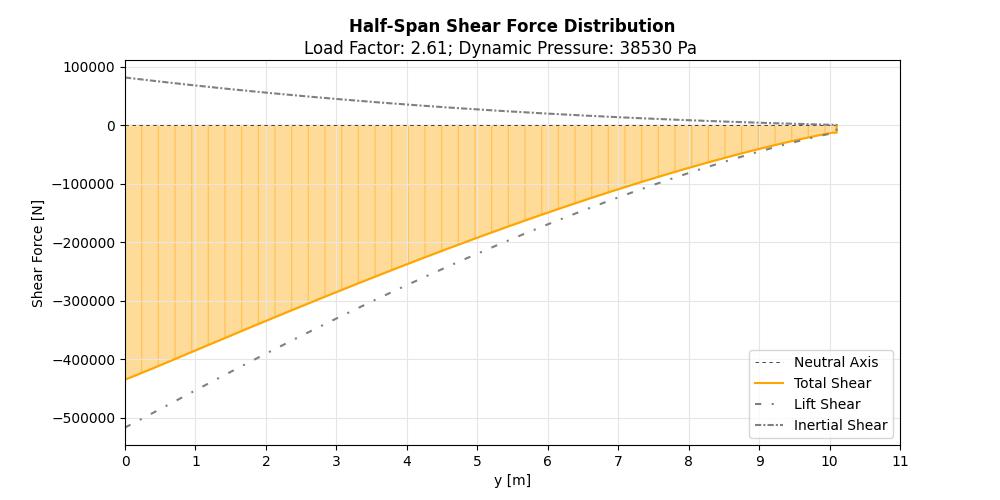 Half-Span Shear Force Distribution
Load Factor: 2.61; Dynamic Pressure: 38530 Pa
Shear Force [N]
100000
0
−100000
−200000
−300000
−400000
−500000
Neutral Axis
Total Shear
Lift Shear
Inertial Shear
0 1 2 3 4 5 6 7 8 9 10 11
y [m]